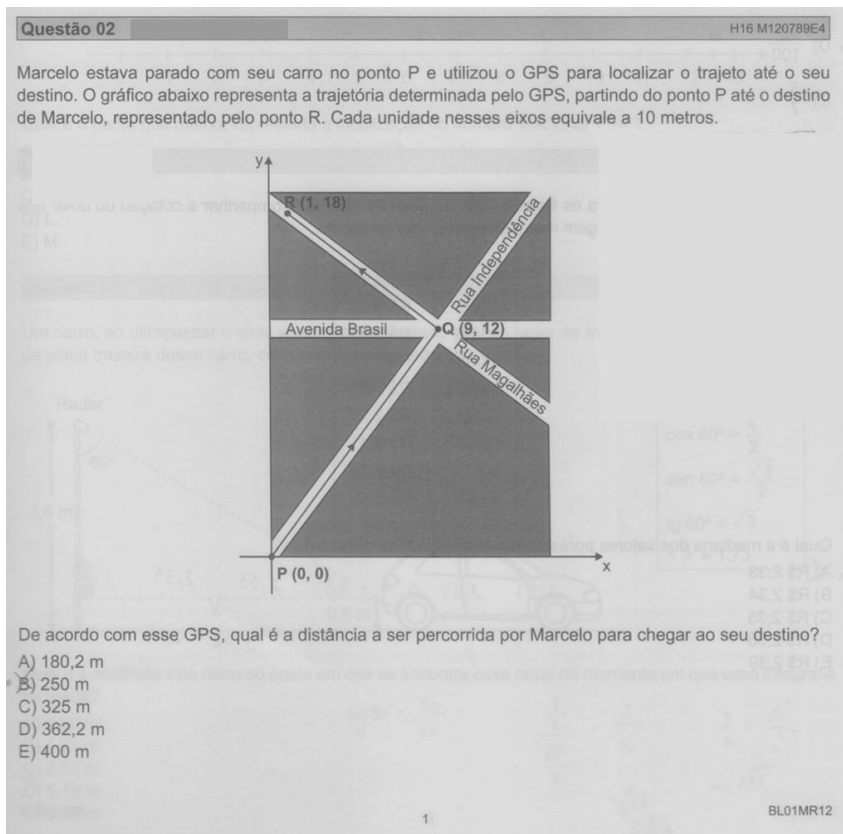 Questão 02
H16 M120789E4
Marcelo estava parado com seu carro no ponto P e utilizou o GPS para localizar o trajeto até o seu
destino. O gráfico abaixo representa a trajetória determinada pelo GPS, partindo do ponto P até o destino
de Marcelo, representado pelo ponto R. Cada unidade nesses eixos equivale a 10 metros.
y
R (1, 18)
Rua Independência
Avenida Brasil
Q (9, 12)
Rua Magalhães
x
P (0, 0)
De acordo com esse GPS, qual é a distância a ser percorrida por Marcelo para chegar ao seu destino?
A) 180,2 m
B) 250 m
C) 325 m
D) 362,2 m
E) 400 m
1
BL01MR12